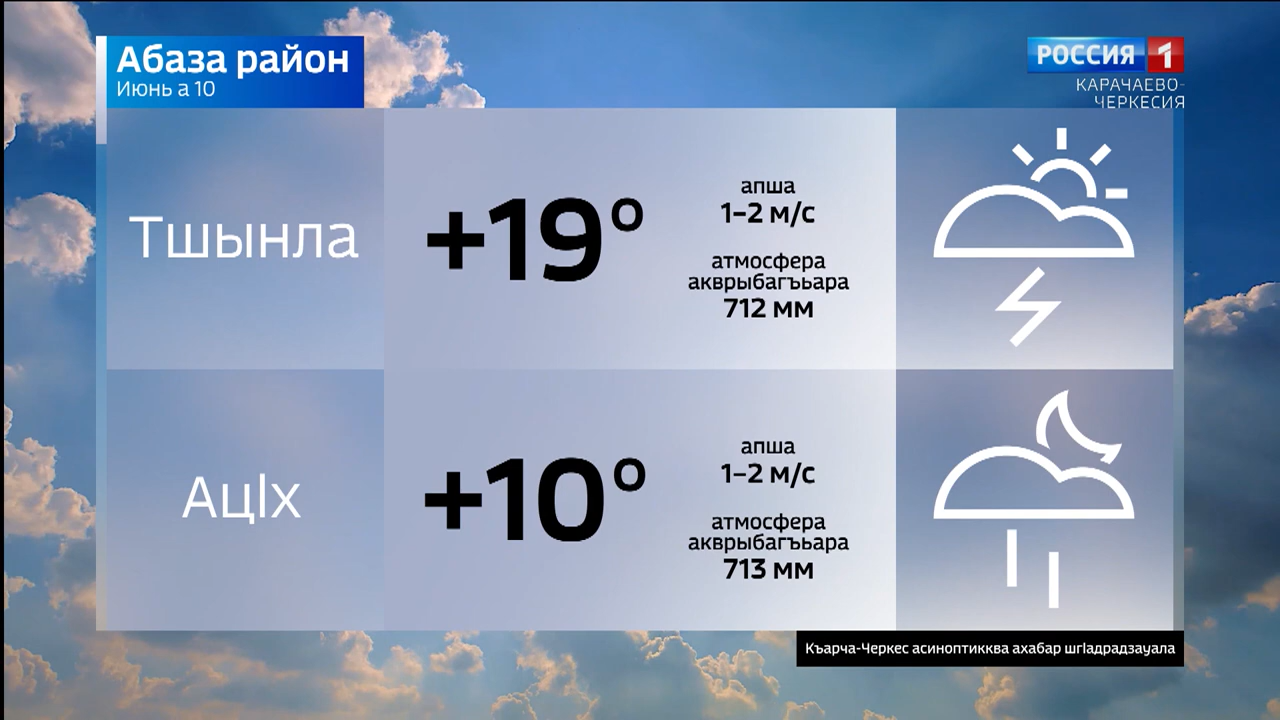 Абаза район
Июнь а 10
РОССИЯ 1
КАРАЧАЕВО-
ЧЕРКЕСИЯ
Тшынла
+19°
апша
1-2 м/с
атмосфера
акврыбагъьара
712 мм
АцӀх
+10°
апша
1-2 м/с
атмосфера
акврыбагъьара
713 мм
Къарча-Черкес асиноптикква ахабар шгӀадрадзауала